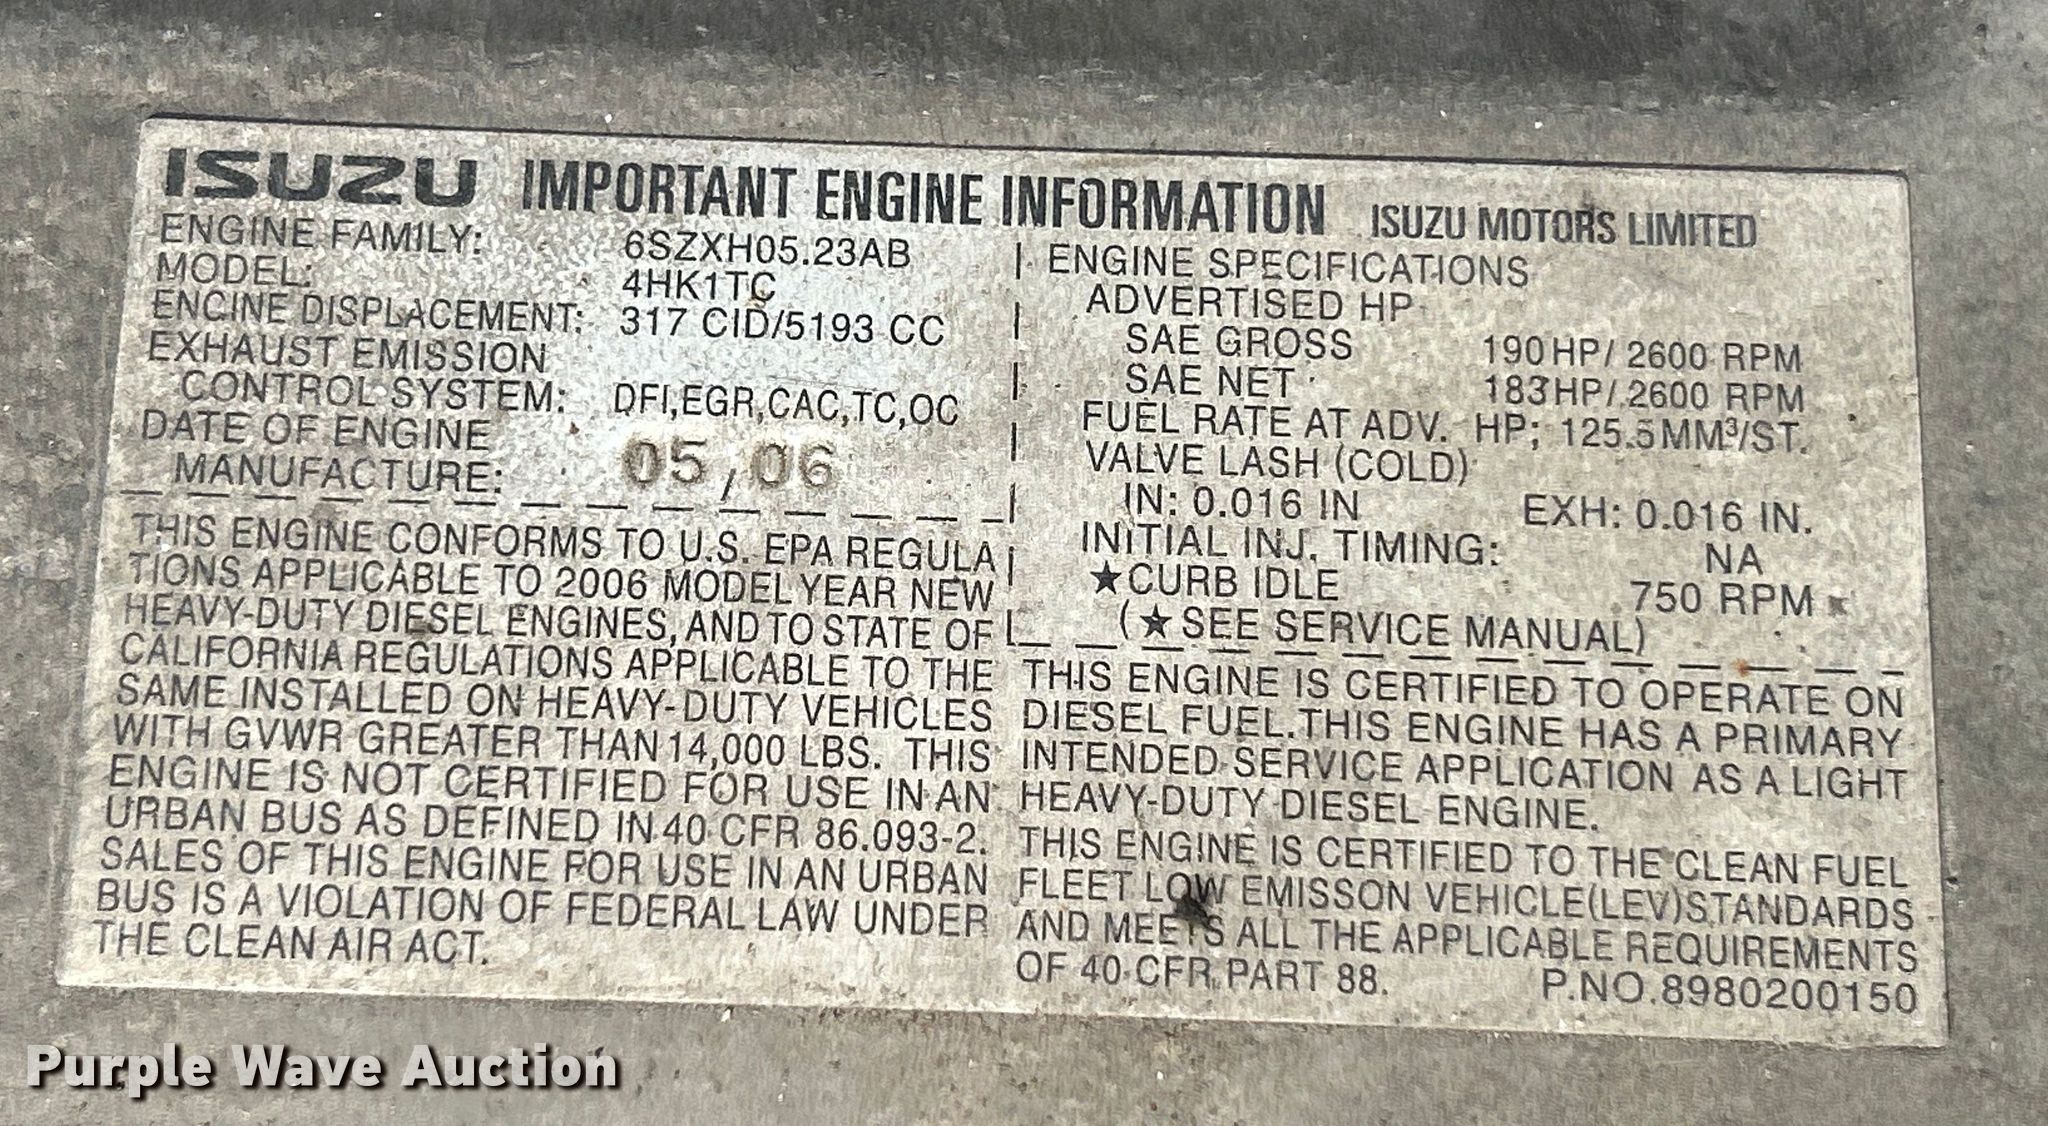 ISUZU IMPORTANT ENGINE INFORMATION ISUZU MOTORS LIMITED
ENGINE FAMILY: 6SZXH05.23AB
MODEL: 4HK1TC
ENGINE DISPLACEMENT: 317 CID/5193 CC
EXHAUST EMISSION
CONTROL SYSTEM: DFI,EGR,CAC,TC,OC
DATE OF ENGINE
MANUFACTURE: 05 / 06
THIS ENGINE CONFORMS TO U.S. EPA REGULA
TIONS APPLICABLE TO 2006 MODEL YEAR NEW
HEAVY-DUTY DIESEL ENGINES, AND TO STATE OF
CALIFORNIA REGULATIONS APPLICABLE TO THE
SAME INSTALLED ON HEAVY-DUTY VEHICLES
WITH GVWR GREATER THAN 14,000 LBS. THIS
ENGINE IS NOT CERTIFIED FOR USE IN AN
URBAN BUS AS DEFINED IN 40 CFR 86.093-2.
SALES OF THIS ENGINE FOR USE IN AN URBAN
BUS IS A VIOLATION OF FEDERAL LAW UNDER
THE CLEAN AIR ACT.
ENGINE SPECIFICATIONS
ADVERTISED HP
SAE GROSS 190 HP/ 2600 RPM
SAE NET 183 HP/ 2600 RPM
FUEL RATE AT ADV. HP; 125.5 MM³/ST.
VALVE LASH (COLD)
IN: 0.016 IN EXH: 0.016 IN.
INITIAL INJ. TIMING: NA
★CURB IDLE 750 RPM
(★SEE SERVICE MANUAL)
THIS ENGINE IS CERTIFIED TO OPERATE ON
DIESEL FUEL. THIS ENGINE HAS A PRIMARY
INTENDED SERVICE APPLICATION AS A LIGHT
HEAVY-DUTY DIESEL ENGINE.
THIS ENGINE IS CERTIFIED TO THE CLEAN FUEL
FLEET LOW EMISSON VEHICLE(LEV)STANDARDS
AND MEETS ALL THE APPLICABLE REQUIREMENTS
OF 40 CFR PART 88. P.NO.8980200150
Purple Wave Auction